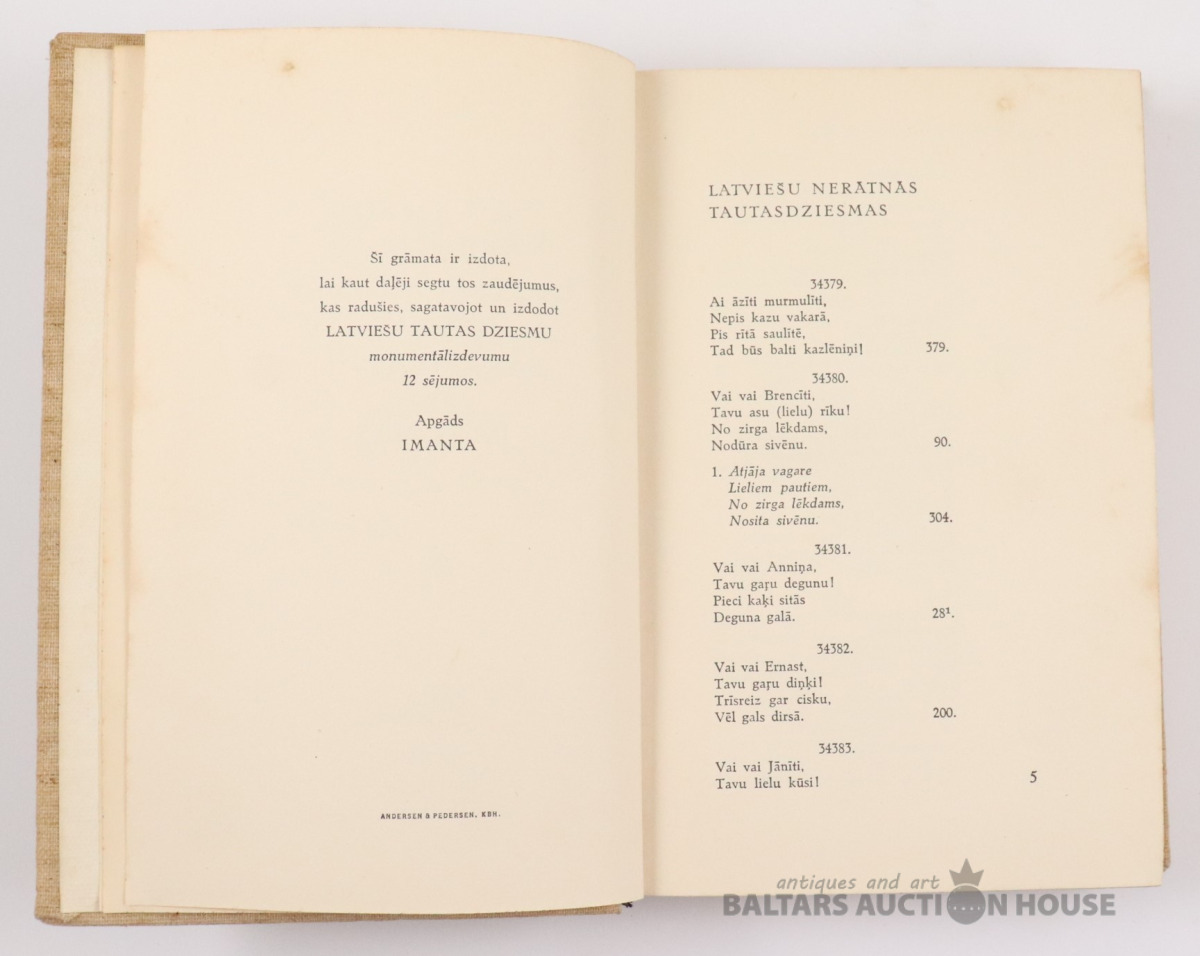 Šī grāmata ir izdota,
lai kaut daļēji segtu tos zaudējumus,
kas radušies, sagatavojot un izdodot
LATVIEŠU TAUTAS DZIESMU
monumentālizdevumu
12 sējumos.
Apgāds
IMANTA
ANDERSEN & PEDERSEN, KBH.
LATVIEŠU NERĀTNĀS
TAUTASDZIESMAS
34379.
Ai āzīti murmulīti,
Nepis kazu vakarā,
Pis rītā saulītē,
Tad būs balti kazlēniņi! 379.
34380.
Vai vai Brencīti,
Tavu asu (lielu) rīku!
No zirga lēkdams,
Nodūra sivēnu. 90.
1. Atjāja vagare
Lieliem pautiem,
No zirga lēkdams,
Nosita sivēnu. 304.
34381.
Vai vai Anniņa,
Tavu gaŗu degunu!
Pieci kaķi sitās
Deguna galā. 28¹.
34382.
Vai vai Ernast,
Tavu gaŗu diņķi!
Trīsreiz gar cisku,
Vēl gals dirsā. 200.
34383.
Vai vai Jānīti,
Tavu lielu kūsi!
5
antiques and art
BALTARS AUCTION HOUSE